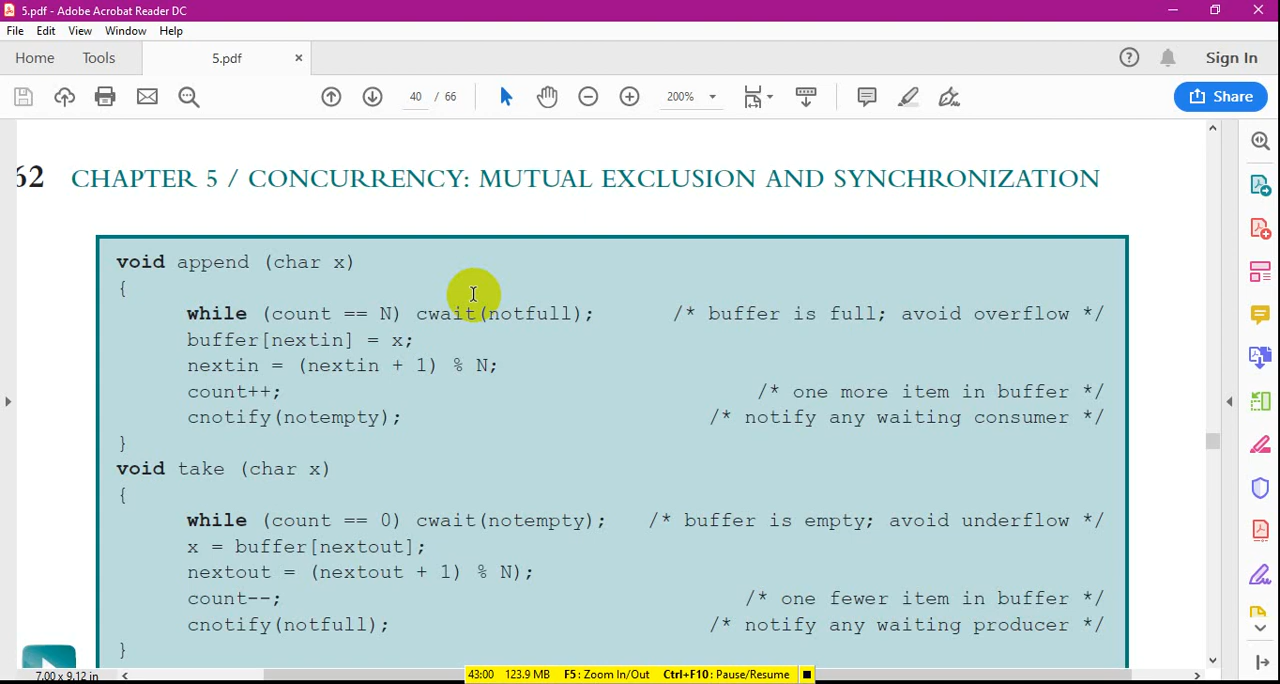 5.pdf - Adobe Acrobat Reader DC
File Edit View Window Help
Home Tools 5.pdf × Sign In
40 / 66 200% Share
62 CHAPTER 5 / CONCURRENCY: MUTUAL EXCLUSION AND SYNCHRONIZATION
void append (char x)
{
while (count == N) cwait(notfull); /* buffer is full; avoid overflow */
buffer[nextin] = x;
nextin = (nextin + 1) % N;
count++; /* one more item in buffer */
cnotify(notempty); /* notify any waiting consumer */
}
void take (char x)
{
while (count == 0) cwait(notempty); /* buffer is empty; avoid underflow */
x = buffer[nextout];
nextout = (nextout + 1) % N);
count--; /* one fewer item in buffer */
cnotify(notfull); /* notify any waiting producer */
}
7.00 x 9.12 in
43:00 123.9 MB F5: Zoom In/Out Ctrl+F10: Pause/Resume